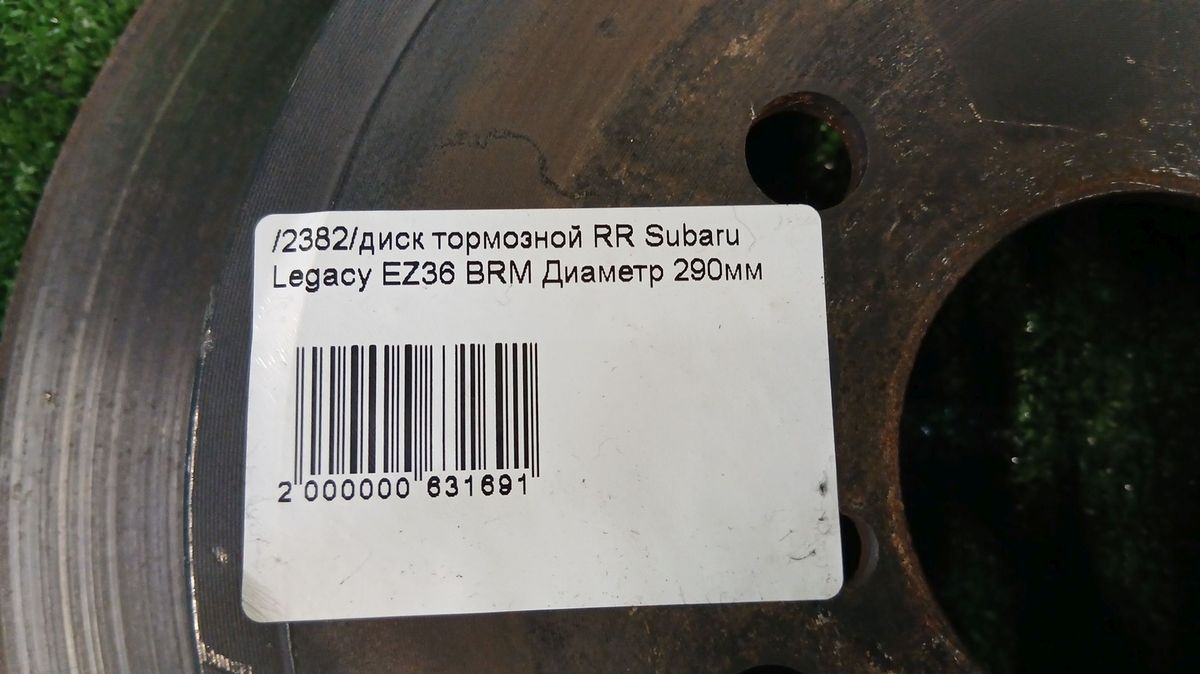 /2382/диск тормозной RR Subaru
Legacy EZ36 BRM Диаметр 290мм
2 000000 631691